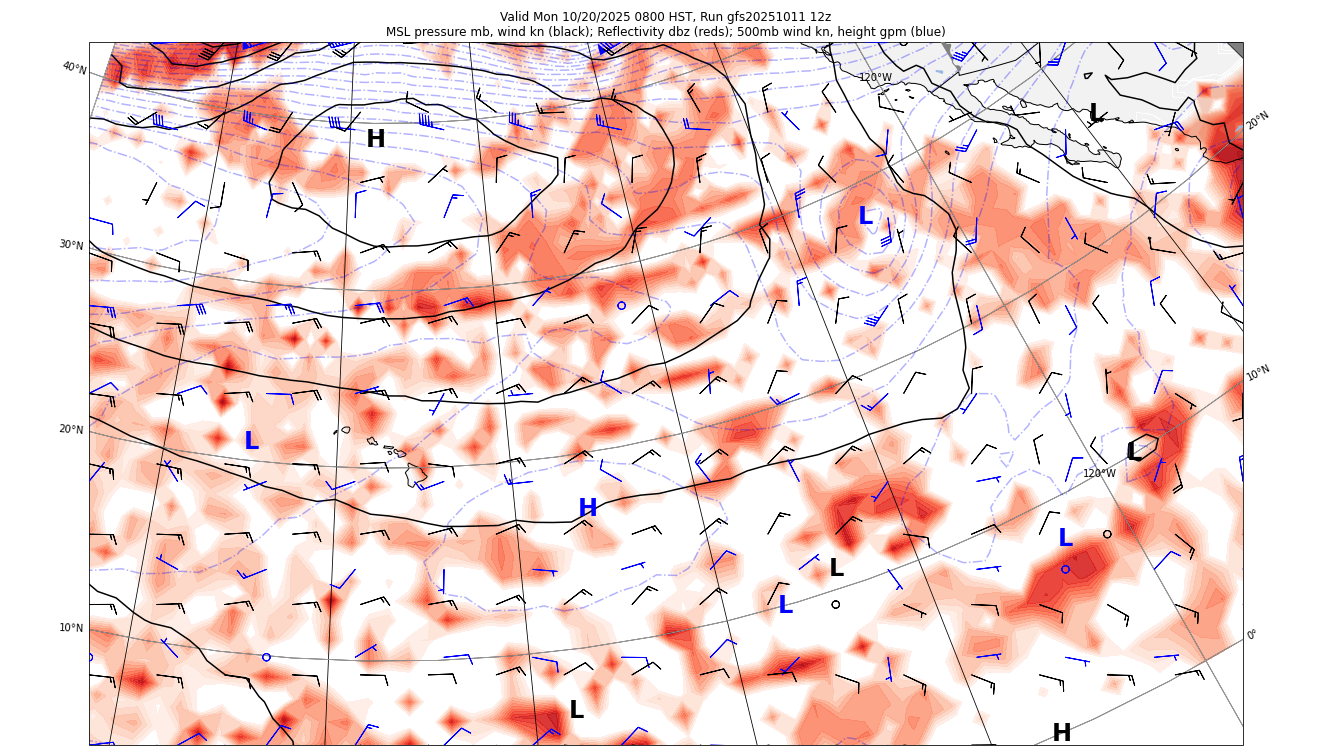 Valid Mon 10/20/2025 0800 HST, Run gfs20251011 12z
MSL pressure mb, wind kn (black); Reflectivity dbz (reds); 500mb wind kn, height gpm (blue)
40°N
120°W
L
20°N
H
L
30°N
10°N
20°N
L
L
120°W
H
L
L
L
10°N
0°
L
H